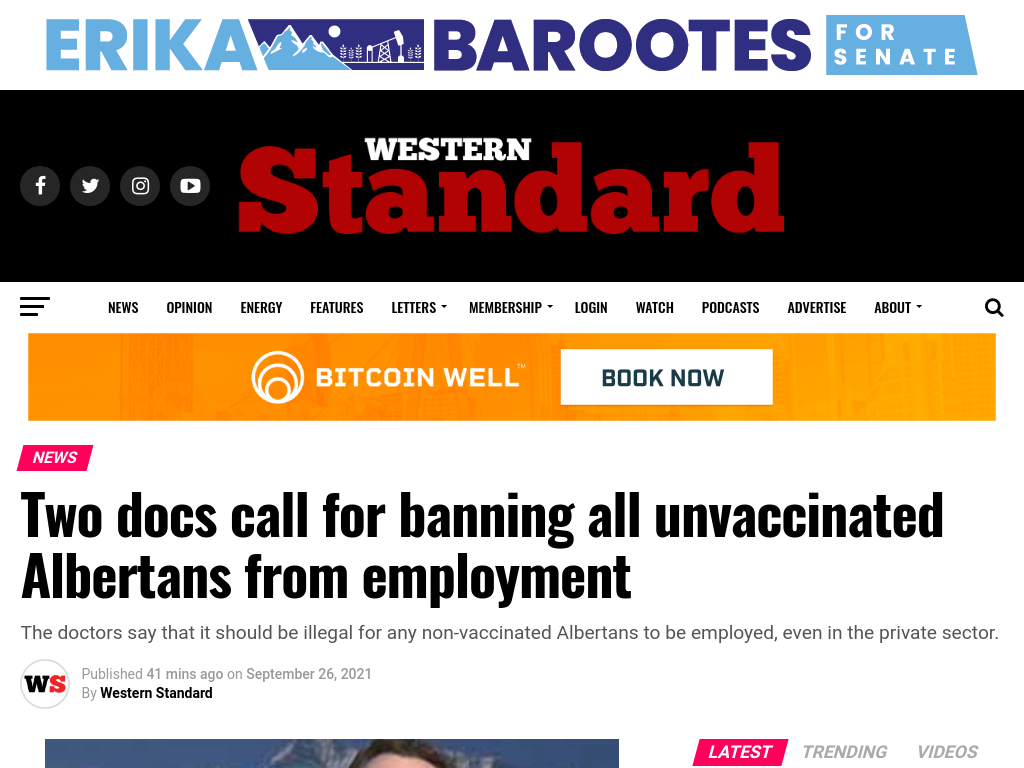 ERIKA BAROOTES FOR
SENATE
WESTERN
Standard
NEWS OPINION ENERGY FEATURES LETTERS MEMBERSHIP LOGIN WATCH PODCASTS ADVERTISE ABOUT
BITCOIN WELL™ BOOK NOW
NEWS
Two docs call for banning all unvaccinated
Albertans from employment
The doctors say that it should be illegal for any non-vaccinated Albertans to be employed, even in the private sector.
WS
Published 41 mins ago on September 26, 2021
By Western Standard
LATEST TRENDING VIDEOS